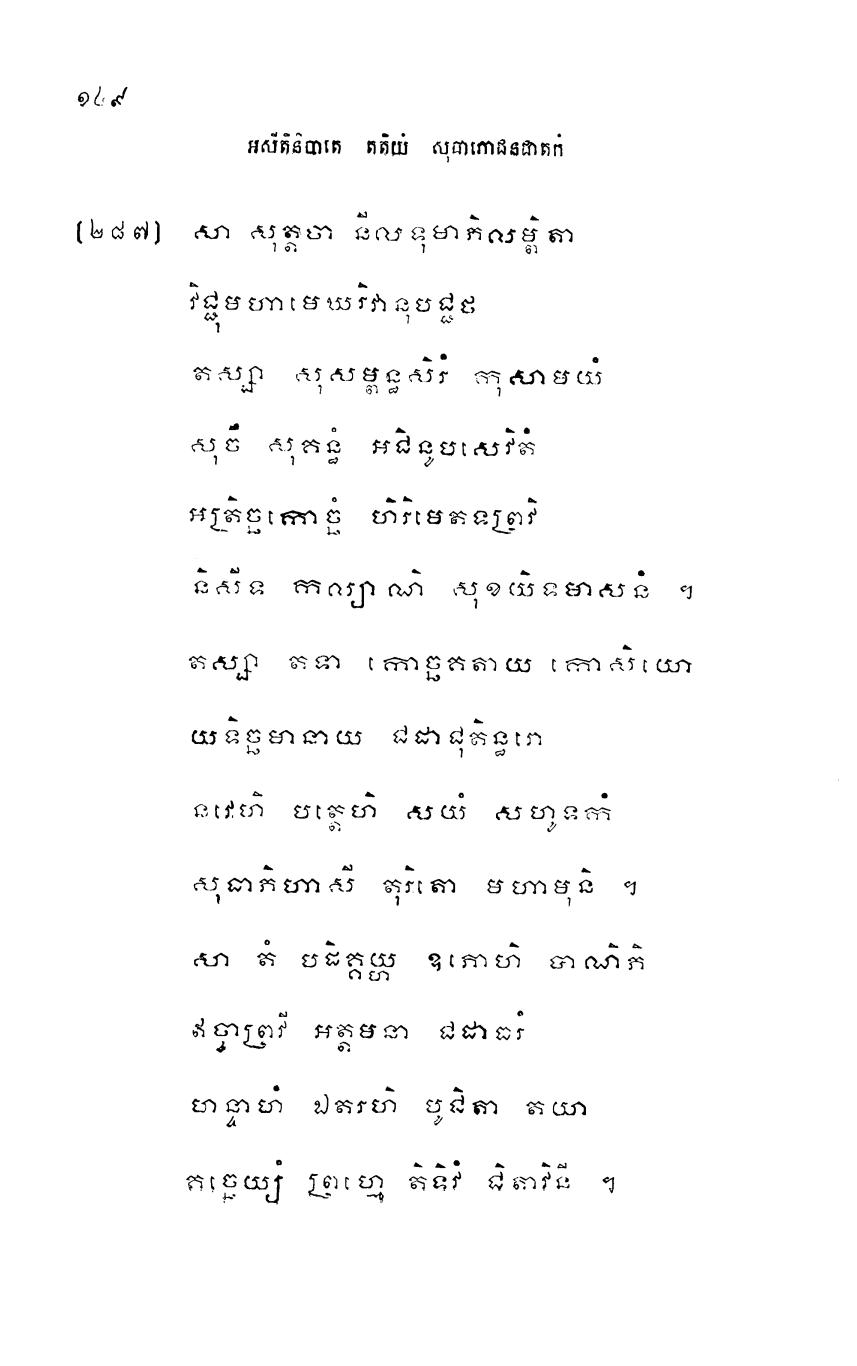 ១៤៩
អសីតិនិបាតេ តតិយំ សុធាភោជនជាតកំ
(២៨៧) សា សុត្តចា នីលទុមាភិលម្ពិតា
វិជ្ជុមហាមេឃរិវានុបជ្ជថ
តស្សា សុសម្ពន្ធសិរំ កុសាមយំ
សុចឹ សុគន្ធំ អជិនូបសេវិតំ
អត្រិច្ឆកោច្ឆំ ហិរិមេតទព្រវិ
និសីទ កល្យាណិ សុខយិទមាសនំ ។
តស្សា តទា កោច្ឆគតាយ កោសិយោ
យទិច្ឆមានាយ ជដាជុតិន្ធរោ
នវេហិ បត្តេហិ សយំ សហូទកំ
សុធាភិហាសី តុរិតោ មហាមុនិ ។
សា តំ បដិគ្គយ្ហ ឧភោហិ បាណិភិ
ឥច្ចាព្រវី អត្តមនា ជដាធរំ
ហន្ទាហំ ឯតរហិ បូជិតា តយា
គច្ឆេយ្យំ ព្រហ្មេ តិទិវំ ជិតាវិនី ។